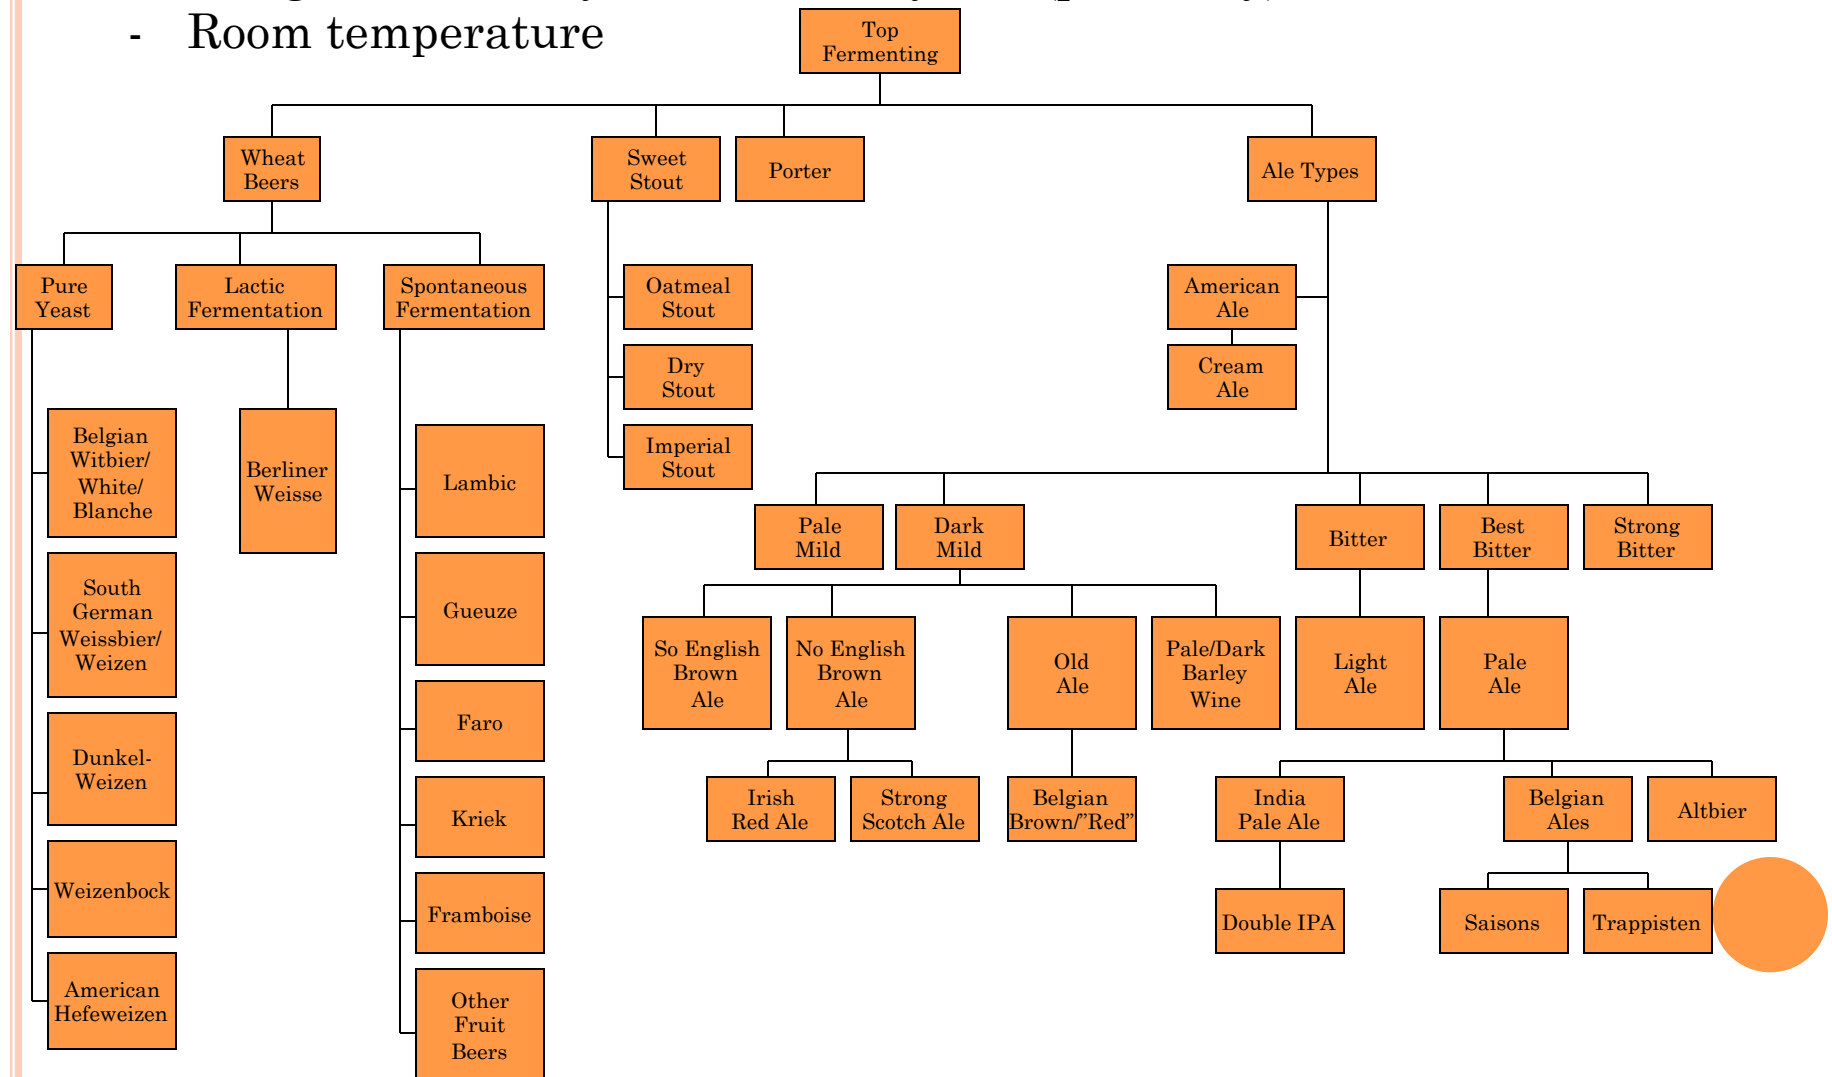 - Room temperature
Top
Fermenting
Wheat
Beers
Sweet
Stout
Porter
Ale Types
Pure
Yeast
Lactic
Fermentation
Spontaneous
Fermentation
Oatmeal
Stout
American
Ale
Dry
Stout
Cream
Ale
Belgian
Witbier/
White/
Blanche
Berliner
Weisse
Lambic
Imperial
Stout
Pale
Mild
Dark
Mild
Bitter
Best
Bitter
Strong
Bitter
South
German
Weissbier/
Weizen
Gueuze
So English
Brown
Ale
No English
Brown
Ale
Old
Ale
Pale/Dark
Barley
Wine
Light
Ale
Pale
Ale
Dunkel-
Weizen
Faro
Kriek
Irish
Red Ale
Strong
Scotch Ale
Belgian
Brown/”Red”
India
Pale Ale
Belgian
Ales
Altbier
Weizenbock
Framboise
Double IPA
Saisons
Trappisten
American
Hefeweizen
Other
Fruit
Beers